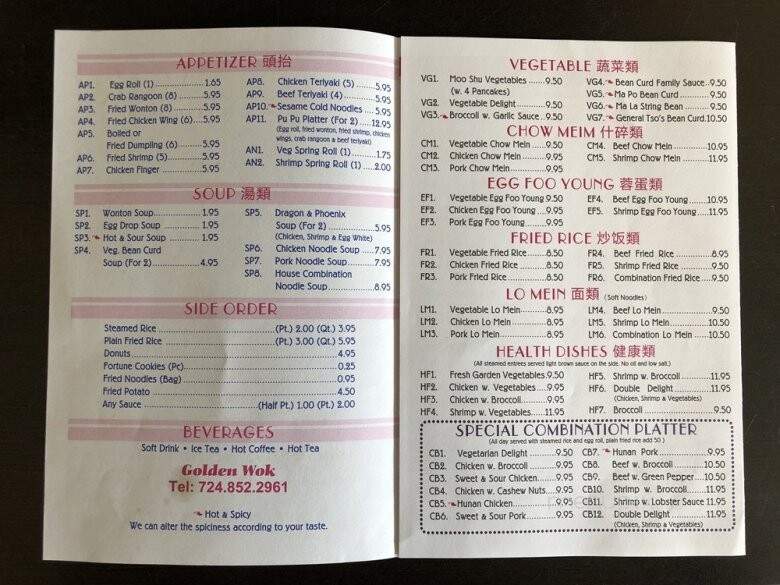 APPETIZER 頭抬
AP1. Egg Roll (1) 1.65
AP2. Crab Rangoon (8) 5.95
AP3. Fried Wonton (8) 5.95
AP4. Fried Chicken Wing (6) 5.95
AP5. Boiled or
Fried Dumpling (6) 5.95
AP6. Fried Shrimp (5) 5.95
AP7. Chicken Finger 5.95
AP8. Chicken Teriyaki (5) 5.95
AP9. Beef Teriyaki (4) 5.95
AP10. Sesame Cold Noodles 5.95
AP11. Pu Pu Platter (For 2) 12.95
(Egg roll, fried wonton, fried shrimp, chicken
wings, crab rangoon & beef teriyaki)
AN1. Veg Spring Roll (1) 1.75
AN2. Shrimp Spring Roll (1) 2.00
SOUP 湯類
SP1. Wonton Soup 1.95
SP2. Egg Drop Soup 1.95
SP3. Hot & Sour Soup 1.95
SP4. Veg. Bean Curd
Soup (For 2) 4.95
SP5. Dragon & Phoenix
Soup (For 2) 5.95
(Chicken, Shrimp & Egg White)
SP6. Chicken Noodle Soup 7.95
SP7. Pork Noodle Soup 7.95
SP8. House Combination
Noodle Soup 8.95
SIDE ORDER
Steamed Rice (Pt.) 2.00 (Qt.) 3.95
Plain Fried Rice (Pt.) 3.00 (Qt.) 5.95
Donuts 4.95
Fortune Cookies (Pc) 0.25
Fried Noodles (Bag) 0.95
Fried Potato 4.50
Any Sauce (Half Pt.) 1.00 (Pt.) 2.00
BEVERAGES
Soft Drink • Ice Tea • Hot Coffee • Hot Tea
Golden Wok
Tel: 724.852.2961
Hot & Spicy
We can alter the spiciness according to your taste.
VEGETABLE 蔬菜類
VG1. Moo Shu Vegetables 9.50
(w. 4 Pancakes)
VG2. Vegetable Delight 9.50
VG3. Broccoli w. Garlic Sauce 9.50
VG4. Bean Curd Family Sauce 9.50
VG5. Ma Po Bean Curd 9.50
VG6. Ma La String Bean 9.50
VG7. General Tso's Bean Curd 10.50
CHOW MEIM 什碎類
CM1. Vegetable Chow Mein 9.50
CM2. Chicken Chow Mein 9.95
CM3. Pork Chow Mein 9.95
CM4. Beef Chow Mein 10.50
CM5. Shrimp Chow Mein 11.95
EGG FOO YOUNG 蓉蛋類
EF1. Vegetable Egg Foo Young 9.50
EF2. Chicken Egg Foo Young 9.95
EF3. Pork Egg Foo Young 9.95
EF4. Beef Egg Foo Young 10.95
EF5. Shrimp Egg Foo Young 11.95
FRIED RICE 炒饭類
FR1. Vegetable Fried Rice 8.50
FR2. Chicken Fried Rice 8.50
FR3. Pork Fried Rice 8.50
FR4. Beef Fried Rice 8.95
FR5. Shrimp Fried Rice 9.50
FR6. Combination Fried Rice 9.50
LO MEIN 面類 (Soft Noodles)
LM1. Vegetable Lo Mein 8.95
LM2. Chicken Lo Mein 8.95
LM3. Pork Lo Mein 8.95
LM4. Beef Lo Mein 9.50
LM5. Shrimp Lo Mein 10.50
LM6. Combination Lo Mein 10.50
HEALTH DISHES 健康類
(All steamed entrees served light brown sauce on the side. No oil and low salt.)
HF1. Fresh Garden Vegetables 9.50
HF2. Chicken w. Vegetables 9.95
HF3. Chicken w. Broccoli 9.95
HF4. Shrimp w. Vegetables 11.95
HF5. Shrimp w. Broccoli 11.95
HF6. Double Delight 11.95
(Chicken, Shrimp & Vegetables)
HF7. Broccoli 9.50
SPECIAL COMBINATION PLATTER
(All day served with steamed rice and egg roll, plain fried rice add 50 )
CB1. Vegetarian Delight 9.50
CB2. Chicken w. Broccoli 9.95
CB3. Sweet & Sour Chicken 9.95
CB4. Chicken w. Cashew Nuts 9.95
CB5. Hunan Chicken 9.95
CB6. Sweet & Sour Pork 9.95
CB7. Hunan Pork 9.95
CB8. Beef w. Broccoli 10.50
CB9. Beef w. Green Pepper 10.50
CB10. Shrimp w. Broccoli 11.95
CB11. Shrimp w. Lobster Sauce 11.95
CB12. Double Delight 11.95
(Chicken, Shrimp & Vegetables)